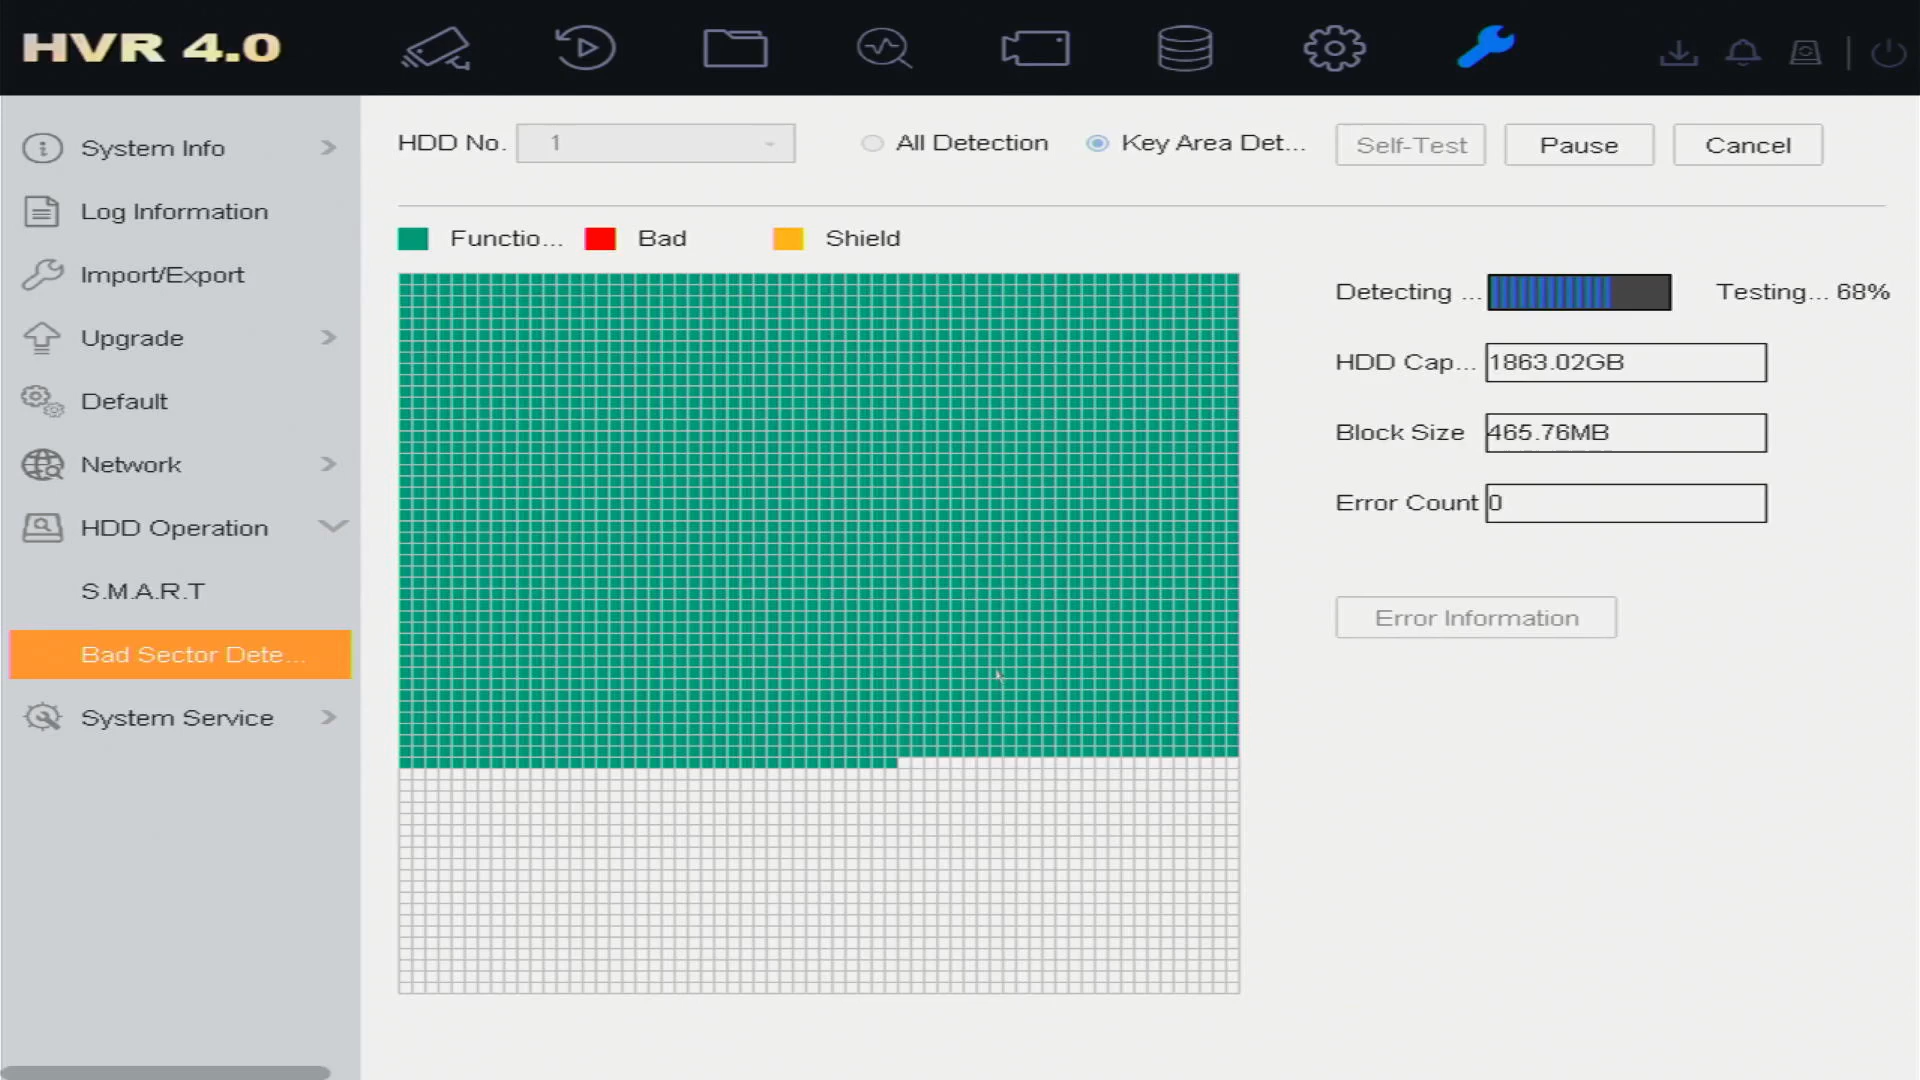 HVR 4.0
System Info
Log Information
Import/Export
Upgrade
Default
Network
HDD Operation
S.M.A.R.T
Bad Sector Dete...
System Service
HDD No. 1 All Detection Key Area Det... Self-Test Pause Cancel
Functio... Bad Shield
Detecting ... Testing... 68%
HDD Cap... 1863.02GB
Block Size 465.76MB
Error Count 0
Error Information